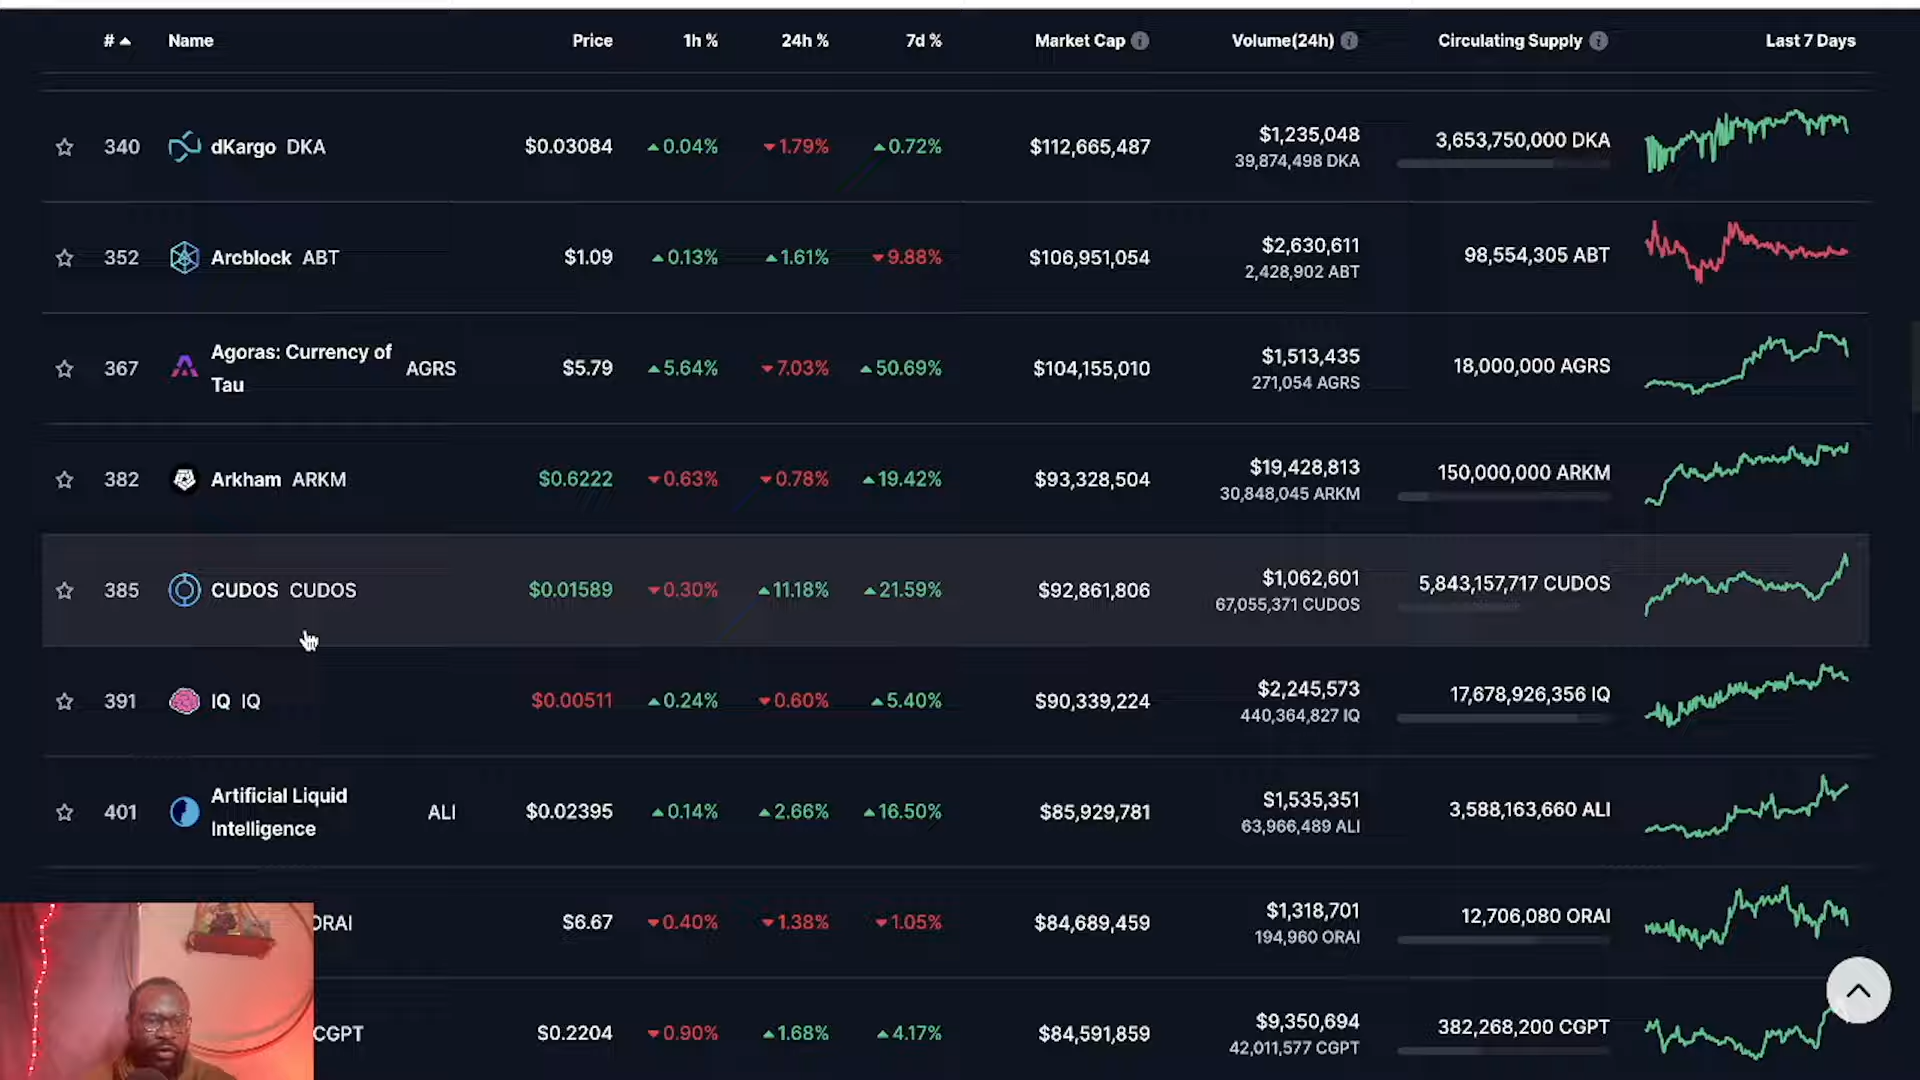 # Name Price 1h % 24h % 7d % Market Cap Volume(24h) Circulating Supply Last 7 Days
340 dKargo DKA $0.03084 0.04% 1.79% 0.72% $112,665,487 $1,235,048 3,653,750,000 DKA
39,874,498 DKA
352 Arcblock ABT $1.09 0.13% 1.61% 9.88% $106,951,054 $2,630,611 98,554,305 ABT
2,428,902 ABT
367 Agoras: Currency of AGRS $5.79 5.64% 7.03% 50.69% $104,155,010 $1,513,435 18,000,000 AGRS
Tau 271,054 AGRS
382 Arkham ARKM $0.6222 0.63% 0.78% 19.42% $93,328,504 $19,428,813 150,000,000 ARKM
30,848,045 ARKM
385 CUDOS CUDOS $0.01589 0.30% 11.18% 21.59% $92,861,806 $1,062,601 5,843,157,717 CUDOS
67,055,371 CUDOS
391 IQ IQ $0.00511 0.24% 0.60% 5.40% $90,339,224 $2,245,573 17,678,926,356 IQ
440,364,827 IQ
401 Artificial Liquid ALI $0.02395 0.14% 2.66% 16.50% $85,929,781 $1,535,351 3,588,163,660 ALI
Intelligence 63,966,489 ALI
ORAI $6.67 0.40% 1.38% 1.05% $84,689,459 $1,318,701 12,706,080 ORAI
194,960 ORAI
CGPT $0.2204 0.90% 1.68% 4.17% $84,591,859 $9,350,694 382,268,200 CGPT
42,011,577 CGPT